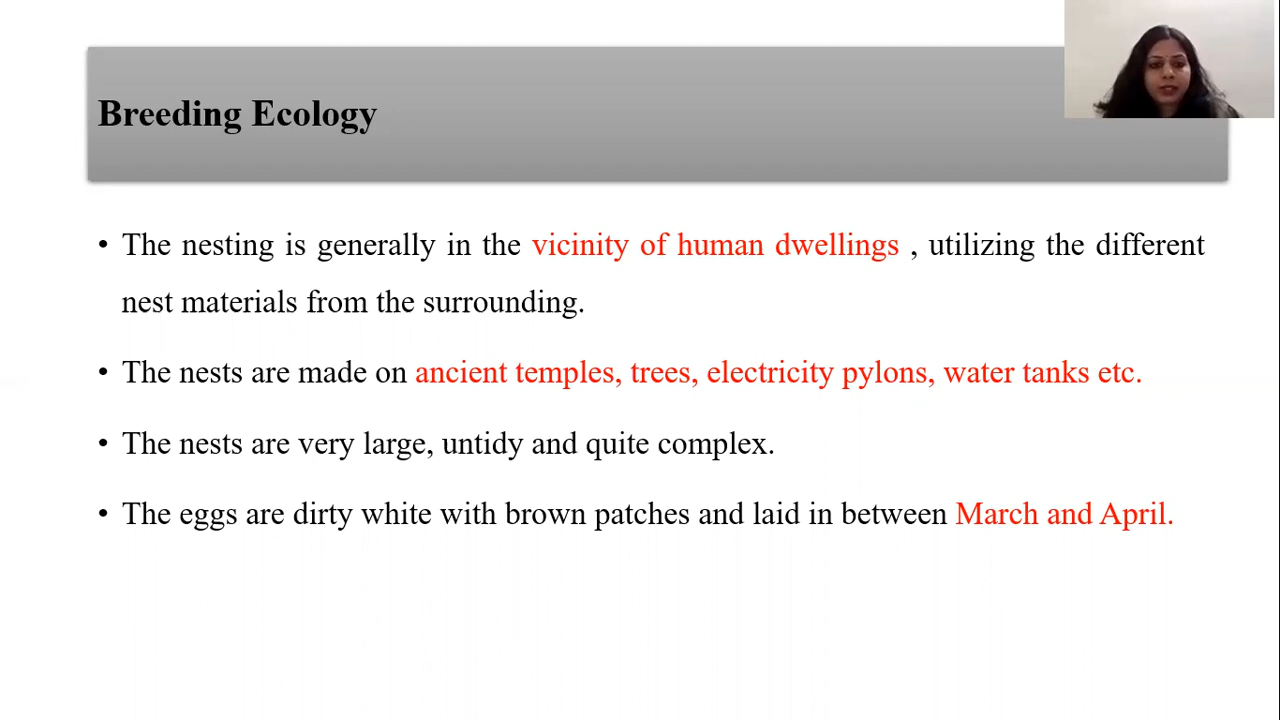 Breeding Ecology
• The nesting is generally in the vicinity of human dwellings , utilizing the different
nest materials from the surrounding.
• The nests are made on ancient temples, trees, electricity pylons, water tanks etc.
• The nests are very large, untidy and quite complex.
• The eggs are dirty white with brown patches and laid in between March and April.